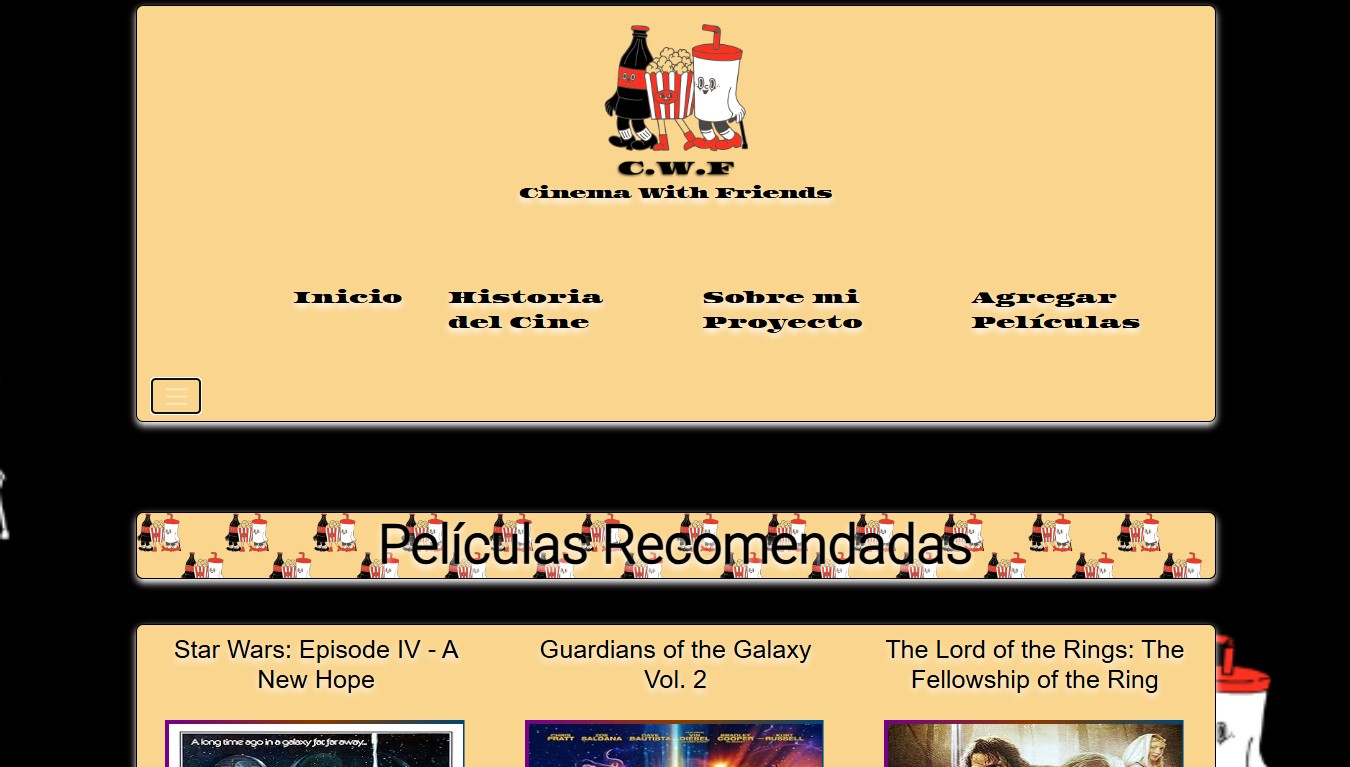 C.W.F
Cinema With Friends
Inicio
Historia
del Cine
Sobre mi
Proyecto
Agregar
Películas
Películas Recomendadas
Star Wars: Episode IV - A
New Hope
Guardians of the Galaxy
Vol. 2
The Lord of the Rings: The
Fellowship of the Ring
A long time ago in a galaxy far, far away...
CHRIS PRATT ZOE SALDANA DAVE BAUTISTA VIN DIESEL BRADLEY COOPER KURT RUSSELL